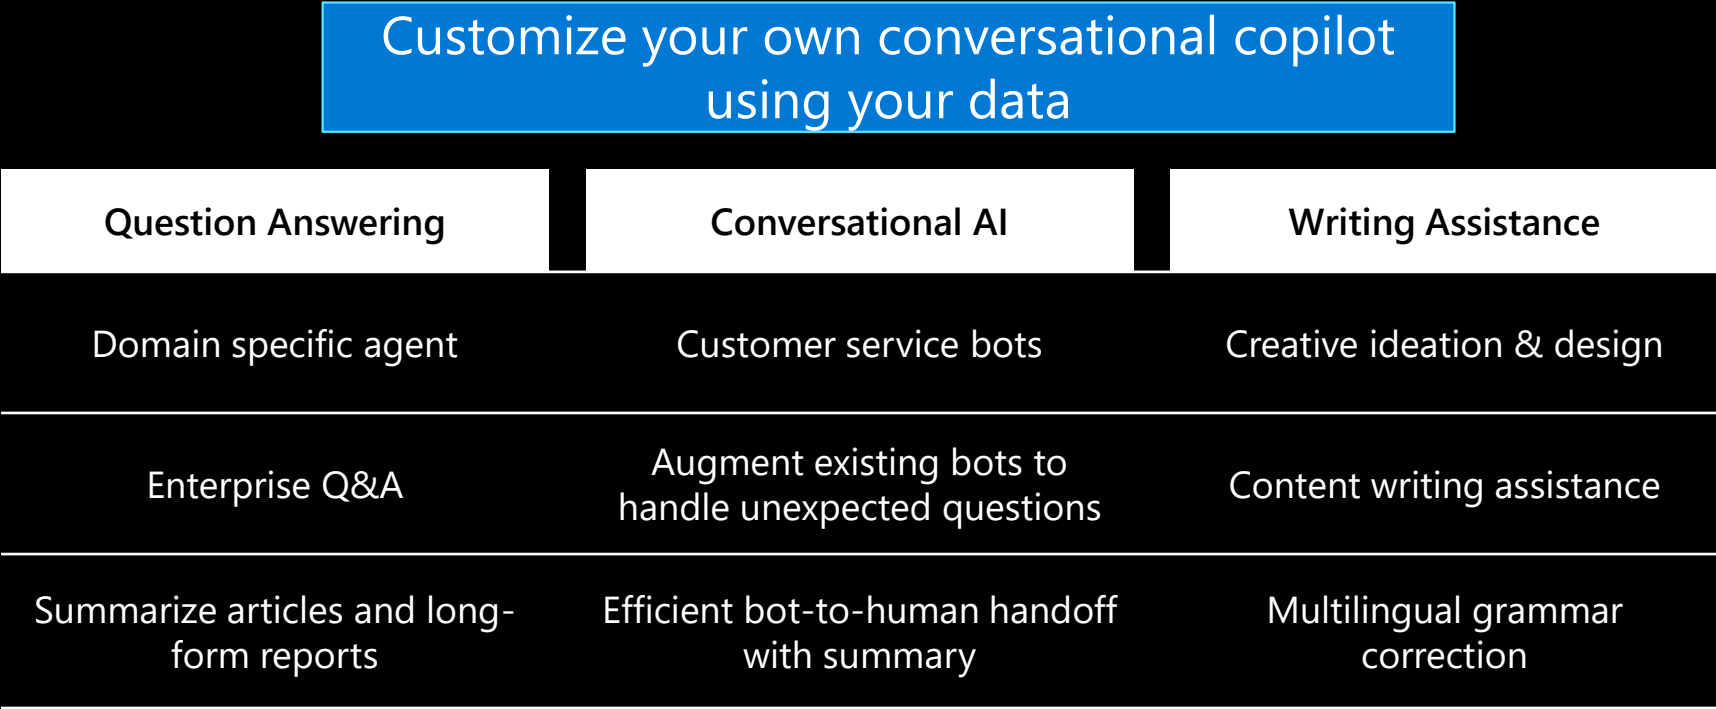 Customize your own conversational copilot
using your data
Question Answering
Conversational AI
Writing Assistance
Domain specific agent
Customer service bots
Creative ideation & design
Enterprise Q&A
Augment existing bots to
handle unexpected questions
Content writing assistance
Summarize articles and long-
form reports
Efficient bot-to-human handoff
with summary
Multilingual grammar
correction